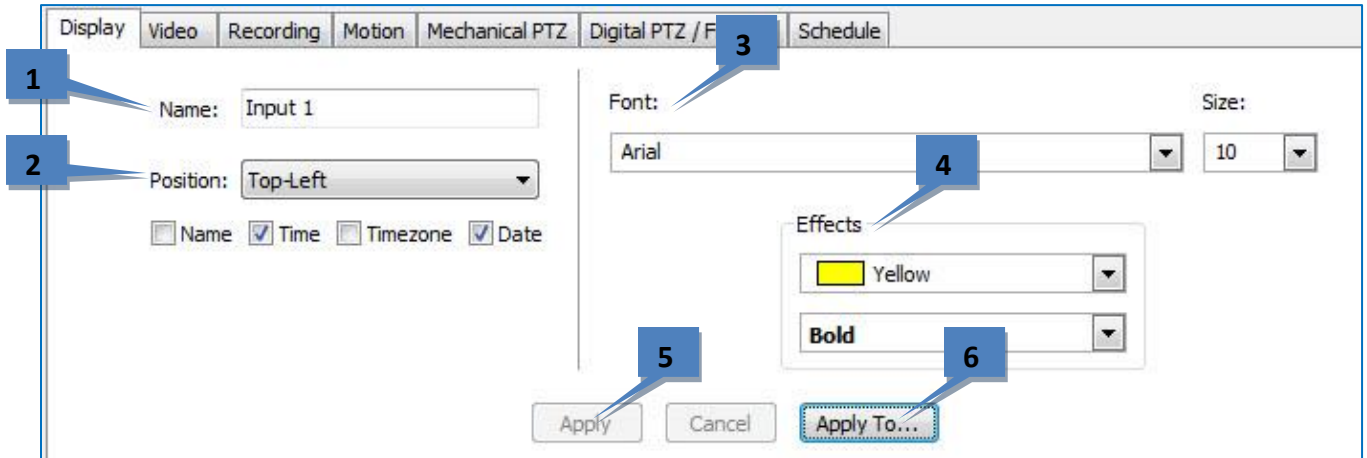 Display Video Recording Motion Mechanical PTZ Digital PTZ / F Schedule
3
1
Name: Input 1
Font: Size:
Arial 10
2
Position: Top-Left
4
Name Time Timezone Date
Effects
Yellow
Bold
5 6
Apply Cancel Apply To...